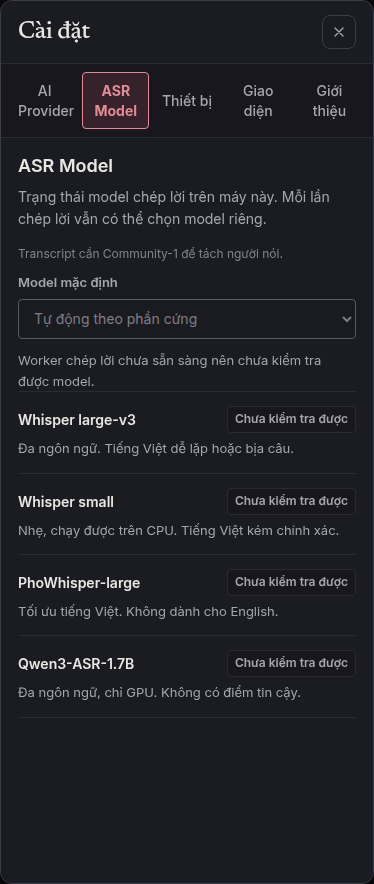 Cài đặt
AI
Provider
ASR
Model
Thiết bị
Giao
diện
Giới
thiệu
ASR Model
Trạng thái model chép lời trên máy này. Mỗi lần
chép lời vẫn có thể chọn model riêng.
Transcript cần Community-1 để tách người nói.
Model mặc định
Tự động theo phần cứng
Worker chép lời chưa sẵn sàng nên chưa kiểm tra
được model.
Whisper large-v3
Chưa kiểm tra được
Đa ngôn ngữ. Tiếng Việt dễ lặp hoặc bịa câu.
Whisper small
Chưa kiểm tra được
Nhẹ, chạy được trên CPU. Tiếng Việt kém chính xác.
PhoWhisper-large
Chưa kiểm tra được
Tối ưu tiếng Việt. Không dành cho English.
Qwen3-ASR-1.7B
Chưa kiểm tra được
Đa ngôn ngữ, chỉ GPU. Không có điểm tin cậy.